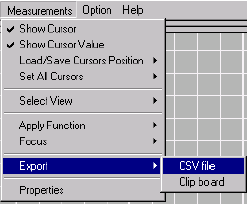 Measurements Option Help
Show Cursor
Show Cursor Value
Load/Save Cursors Position
Set All Cursors
Select View
Apply Function
Focus
Export
CSV file
Clip board
Properties